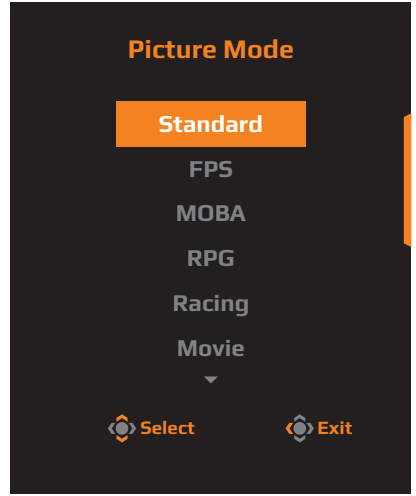 Picture Mode
Standard
FPS
MOBA
RPG
Racing
Movie
Select Exit